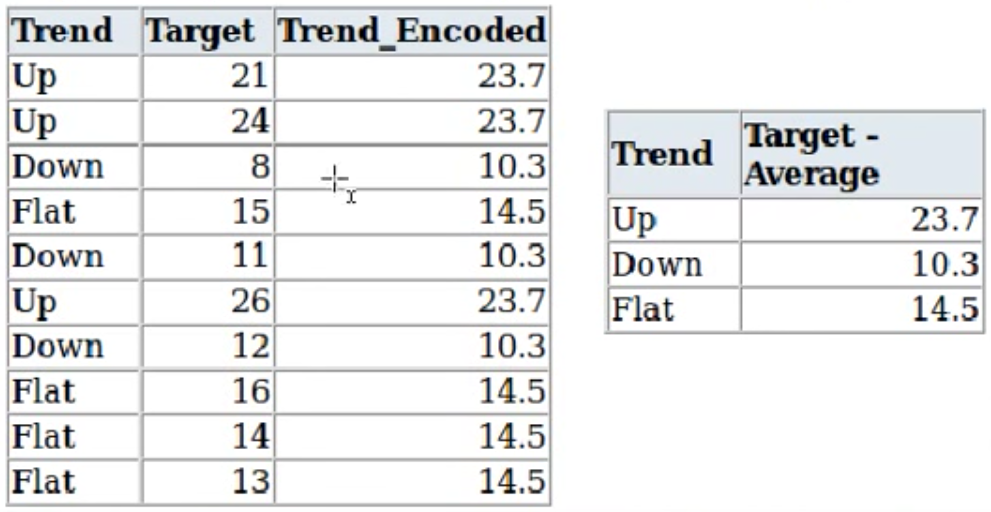 Trend Target Trend_Encoded
Up 21 23.7
Up 24 23.7
Down 8 10.3
Flat 15 14.5
Down 11 10.3
Up 26 23.7
Down 12 10.3
Flat 16 14.5
Flat 14 14.5
Flat 13 14.5
Trend Target -
Average
Up 23.7
Down 10.3
Flat 14.5